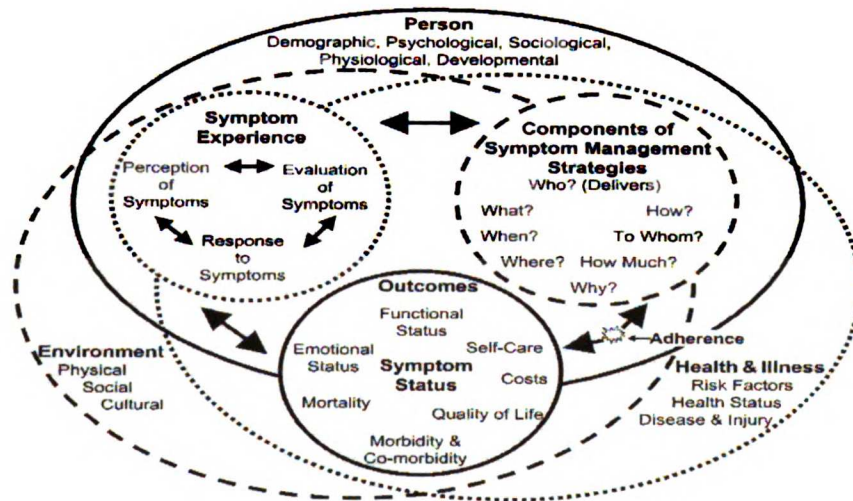 Person
Demographic, Psychological, Sociological,
Physiological, Developmental
Symptom
Experience
Perception
of
Symptoms
Evaluation
of
Symptoms
Response
to
Symptoms
Components of
Symptom Management
Strategies
Who? (Delivers)
What?
How?
When?
To Whom?
Where?
How Much?
Why?
Outcomes
Functional
Status
Emotional
Status
Self-Care
Symptom
Status
Costs
Mortality
Quality of Life
Morbidity &
Co-morbidity
Adherence
Environment
Physical
Social
Cultural
Health & Illness
Risk Factors
Health Status
Disease & Injury